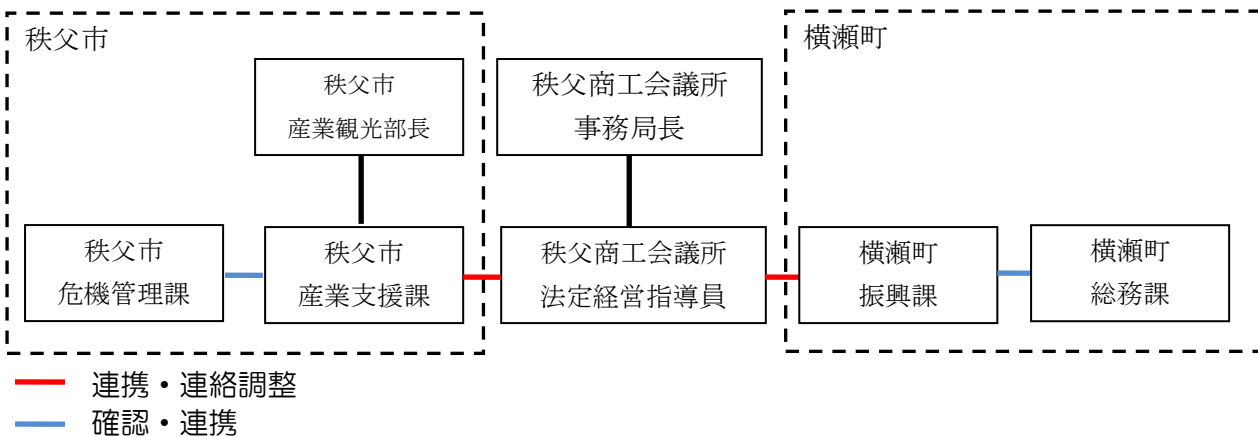 秩父市
横瀬町
秩父市
産業観光部長
秩父商工会議所
事務局長
秩父市
危機管理課
秩父市
産業支援課
秩父商工会議所
法定経営指導員
横瀬町
振興課
横瀬町
総務課
連携・連絡調整
確認・連携